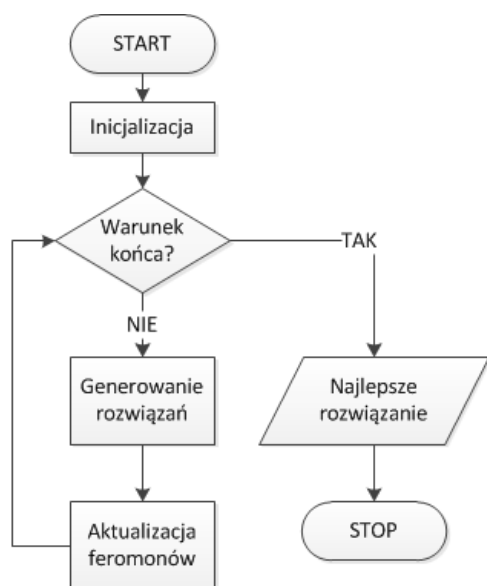 START
Inicjalizacja
Warunek
końca?
TAK
NIE
Generowanie
rozwiązań
Najlepsze
rozwiązanie
Aktualizacja
feromonów
STOP